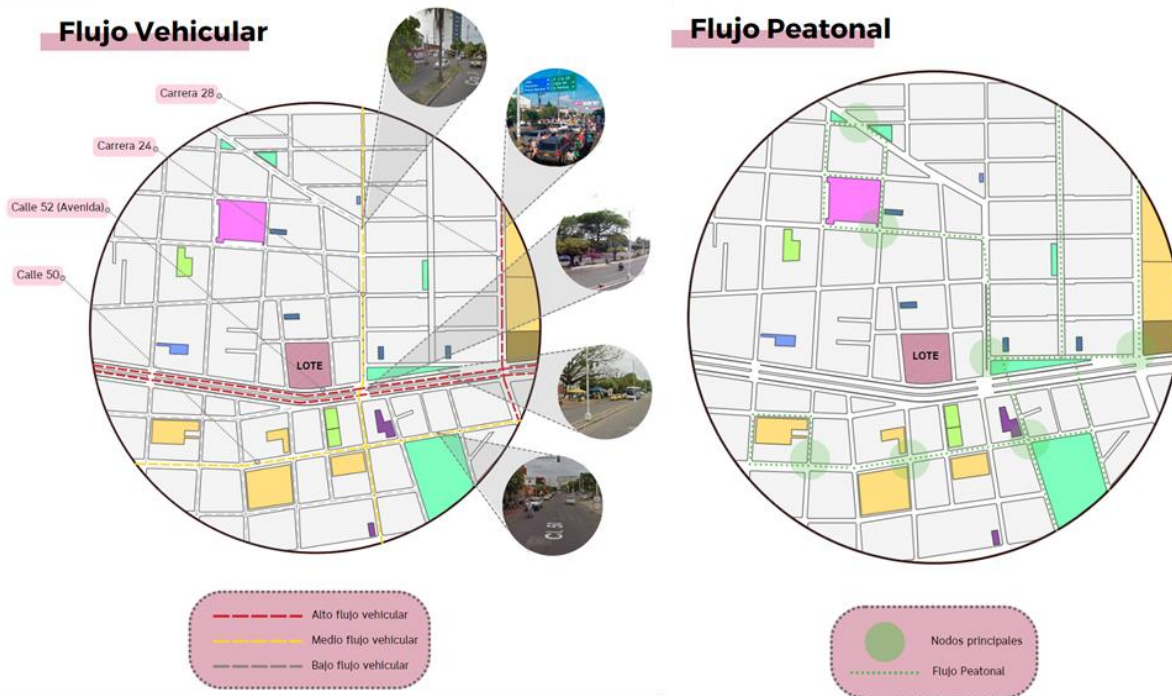 Flujo Vehicular
Carrera 28
Carrera 24
Calle 52 (Avenida)
Calle 50
LOTE
Alto flujo vehicular
Medio flujo vehicular
Bajo flujo vehicular
Flujo Peatonal
LOTE
Nodos principales
Flujo Peatonal